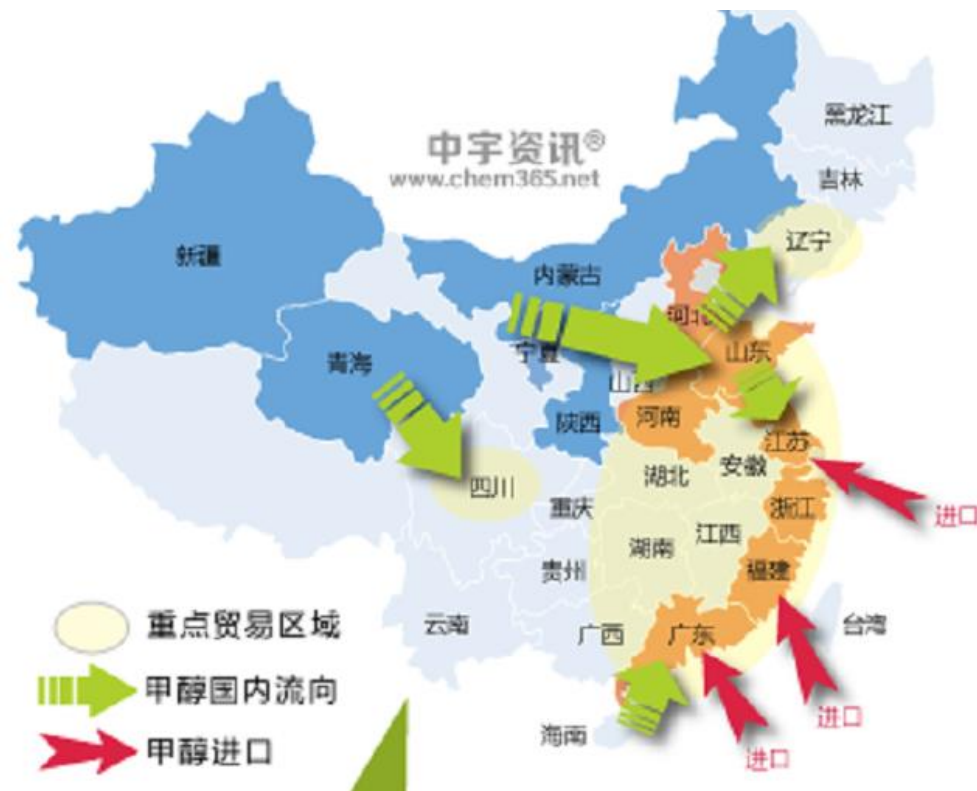 中宇资讯®
www.chem365.net
黑龙江
吉林
辽宁
新疆
内蒙古
河北
宁夏
山西
山东
青海
陕西
河南
江苏
四川
湖北
安徽
重庆
浙江
进口
湖南
江西
贵州
福建
云南
广西
广东
台湾
海南
进口
进口
重点贸易区域
甲醇国内流向
甲醇进口